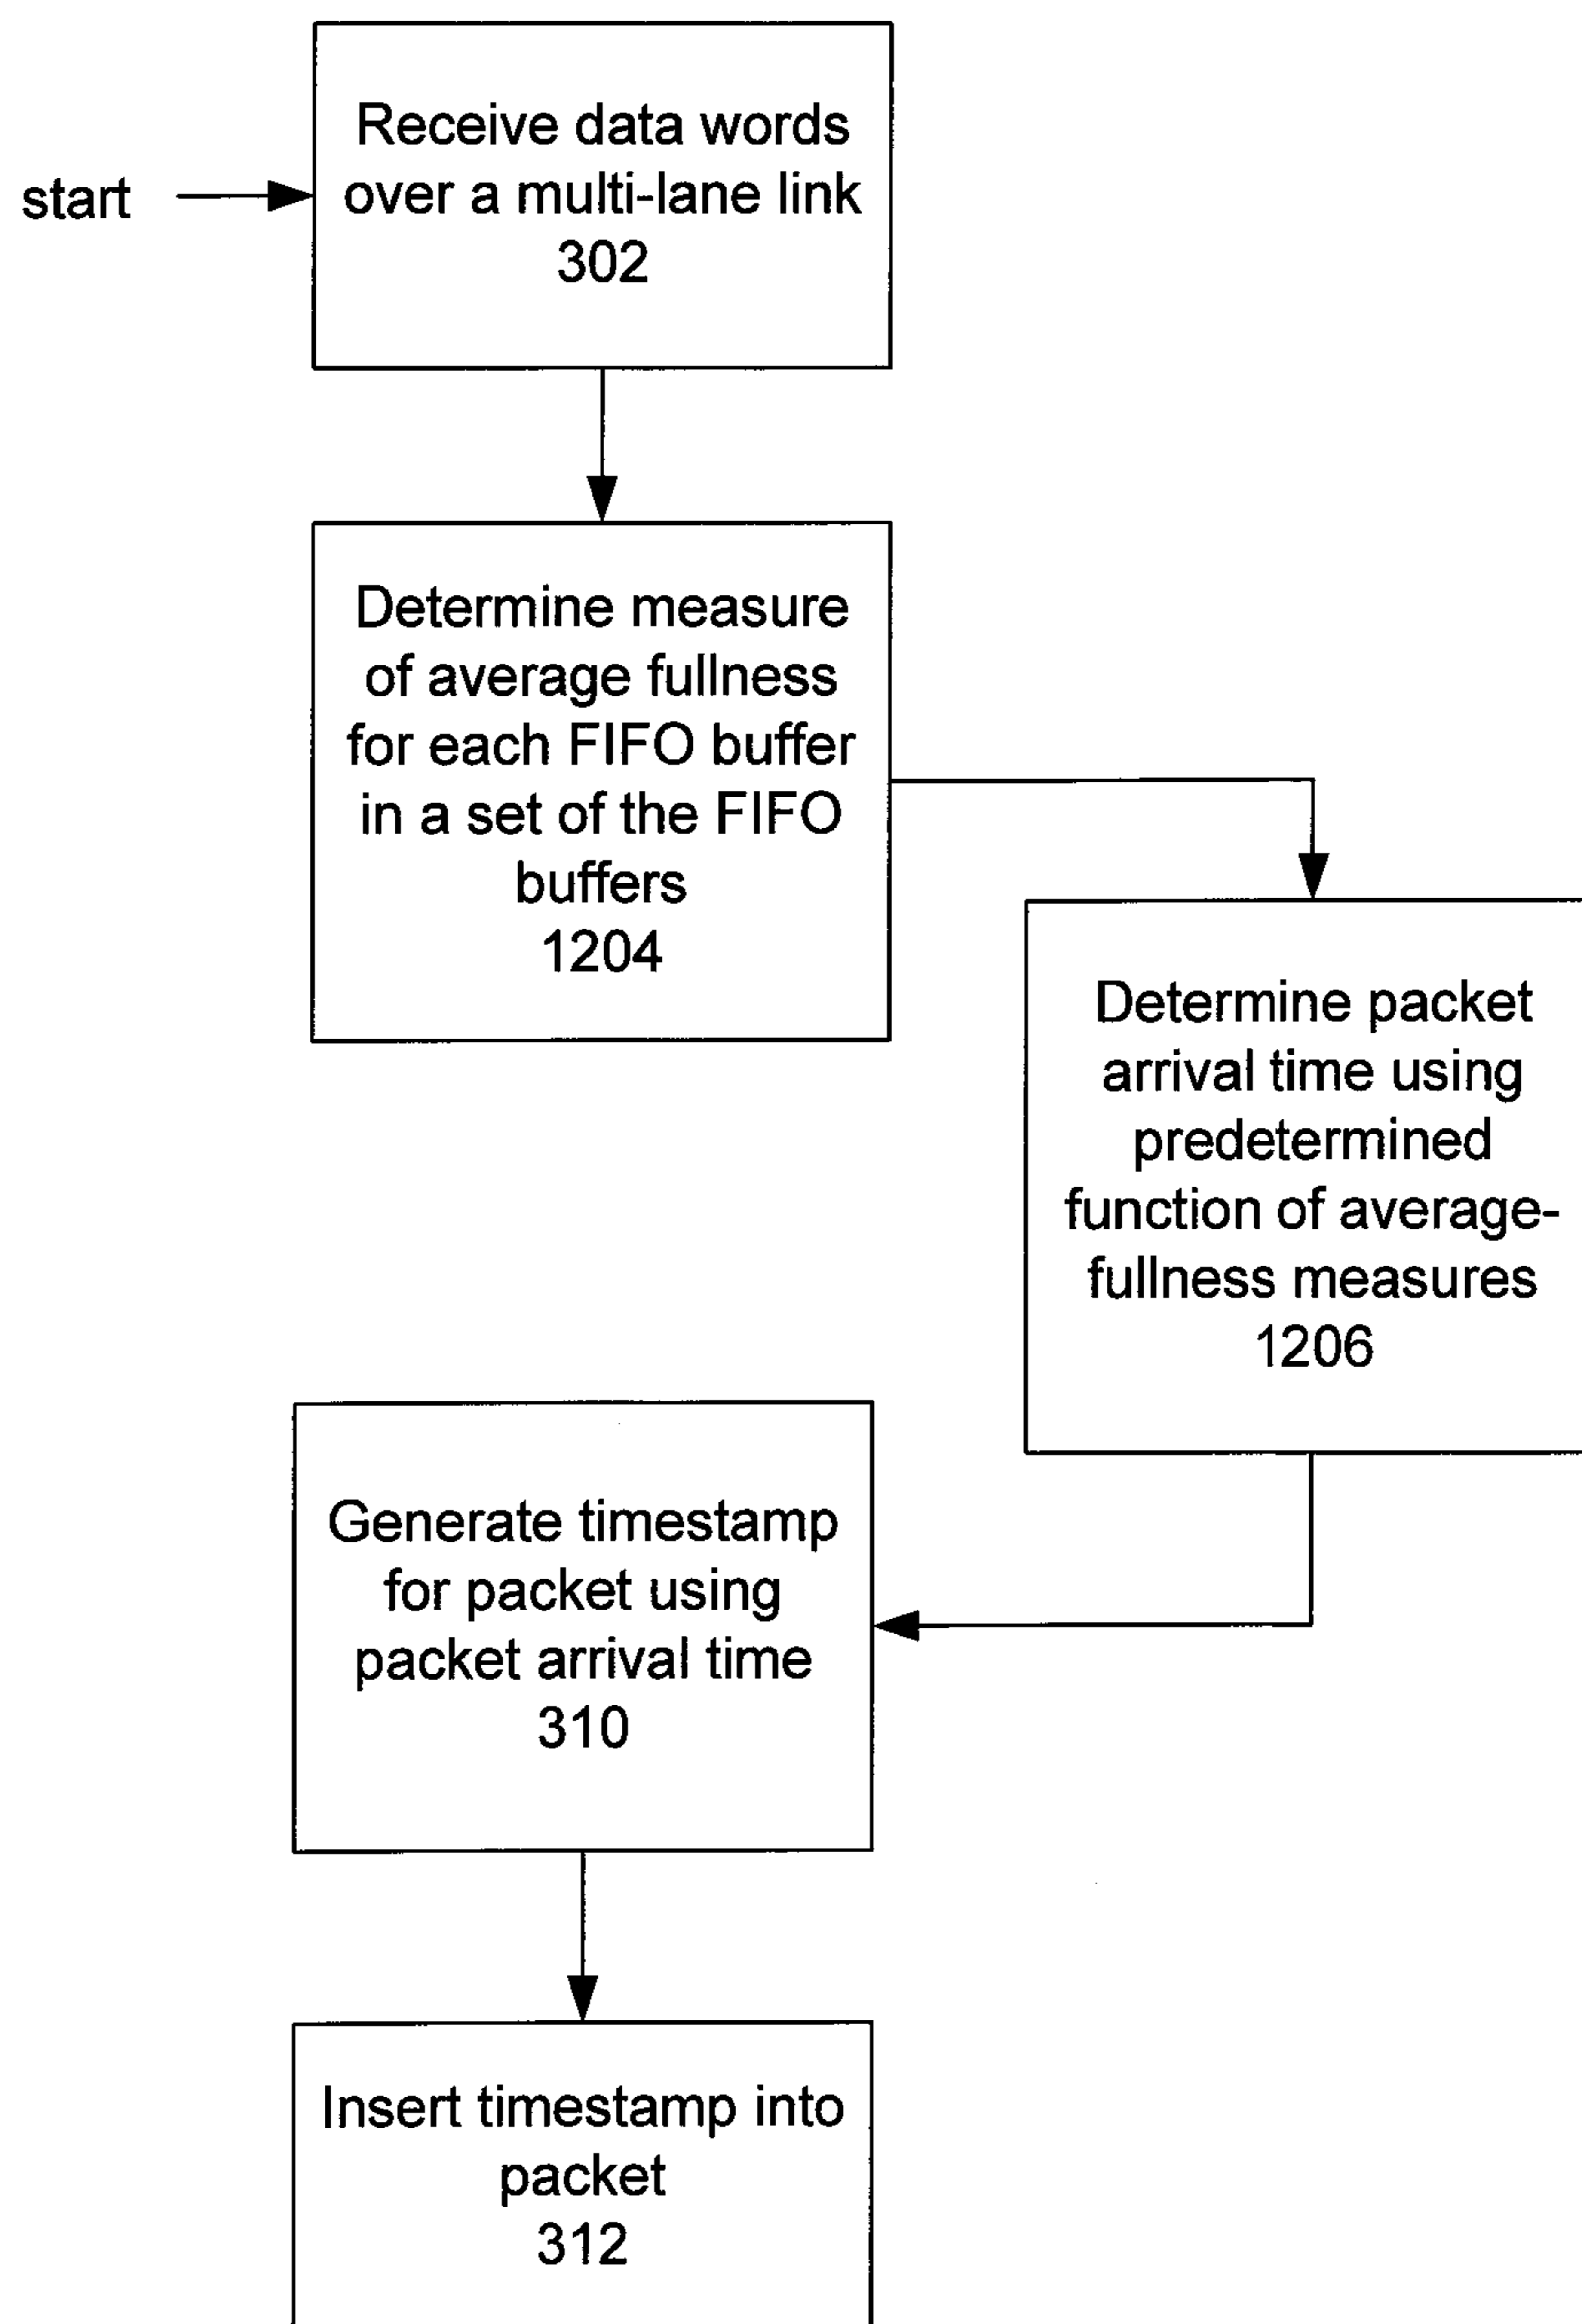 start
Receive data words
over a multi-lane link
302
Determine measure
of average fullness
for each FIFO buffer
in a set of the FIFO
buffers
1204
Determine packet
arrival time using
predetermined
function of average-
fullness measures
1206
Generate timestamp
for packet using
packet arrival time
310
Insert timestamp into
packet
312